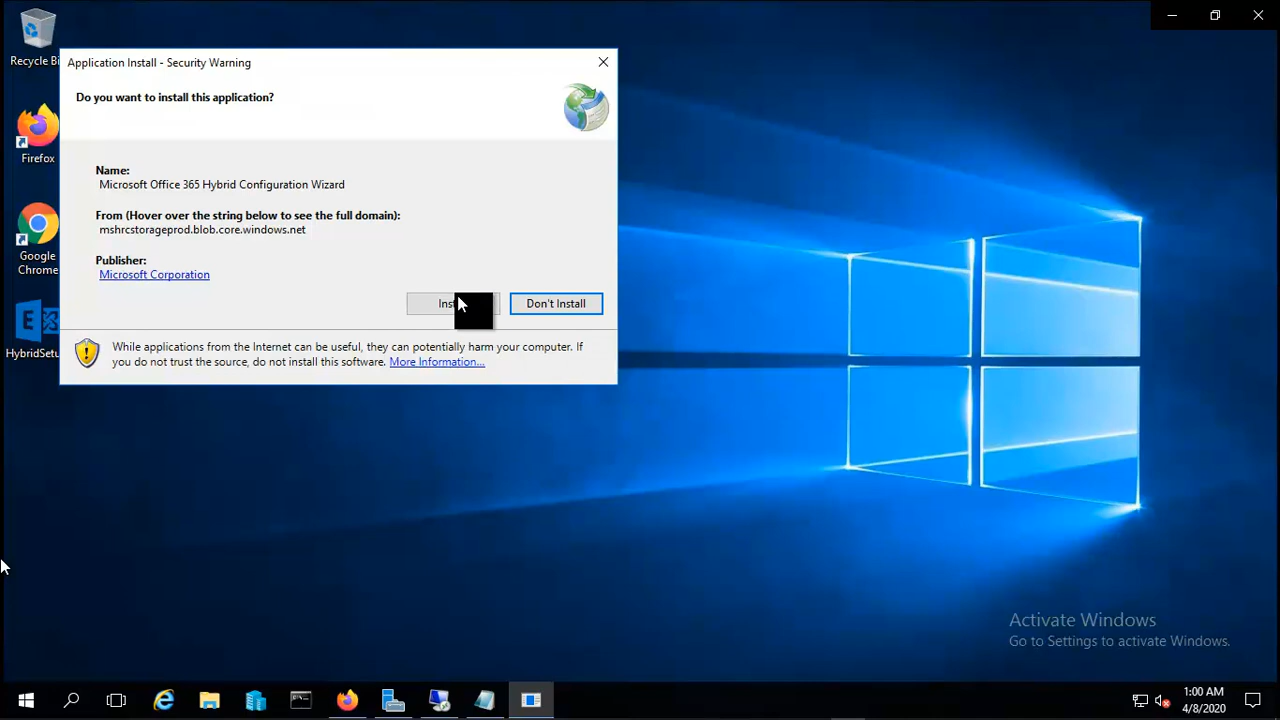 Recycle Bi
Application Install - Security Warning
Do you want to install this application?
Firefox
Name:
Microsoft Office 365 Hybrid Configuration Wizard
From (Hover over the string below to see the full domain):
mshrcstorageprod.blob.core.windows.net
Publisher:
Microsoft Corporation
Google
Chrome
Inst
Don't Install
HybridSetu
While applications from the Internet can be useful, they can potentially harm your computer. If
you do not trust the source, do not install this software. More Information...
Activate Windows
Go to Settings to activate Windows.
1:00 AM
4/8/2020